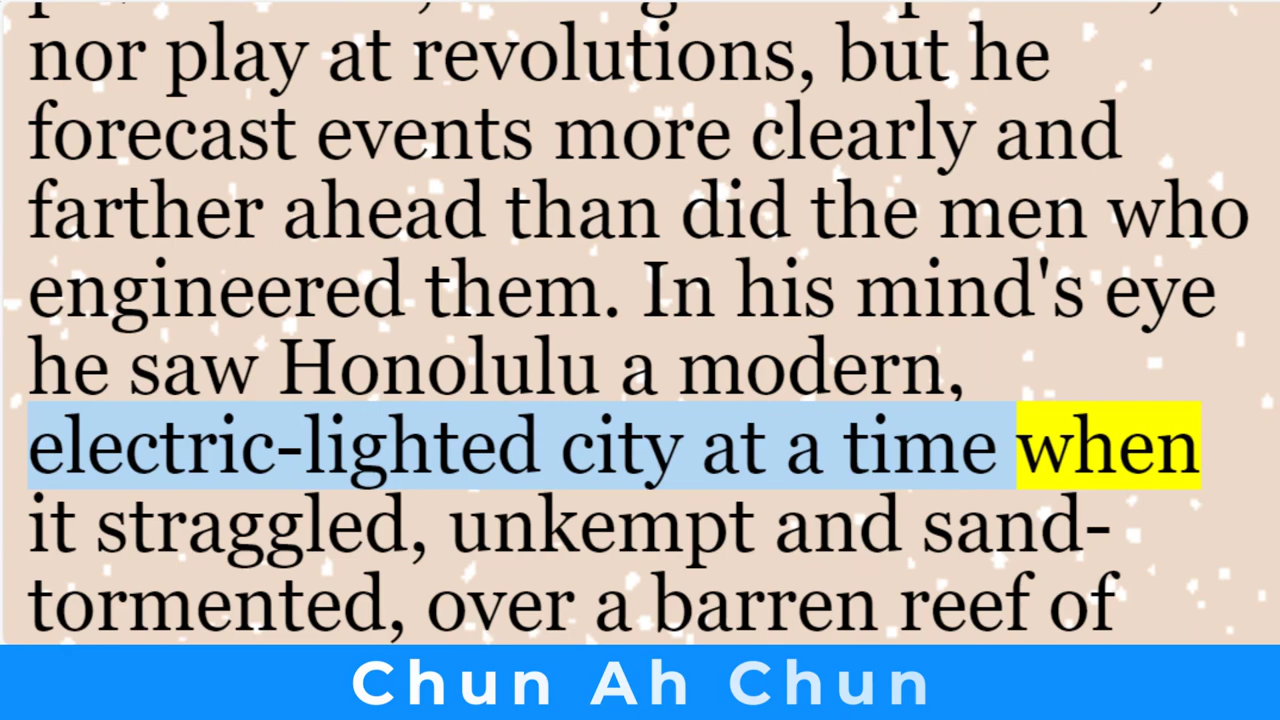 nor play at revolutions, but he
forecast events more clearly and
farther ahead than did the men who
engineered them. In his mind's eye
he saw Honolulu a modern,
electric-lighted city at a time when
it straggled, unkempt and sand-
tormented, over a barren reef of
Chun Ah Chun